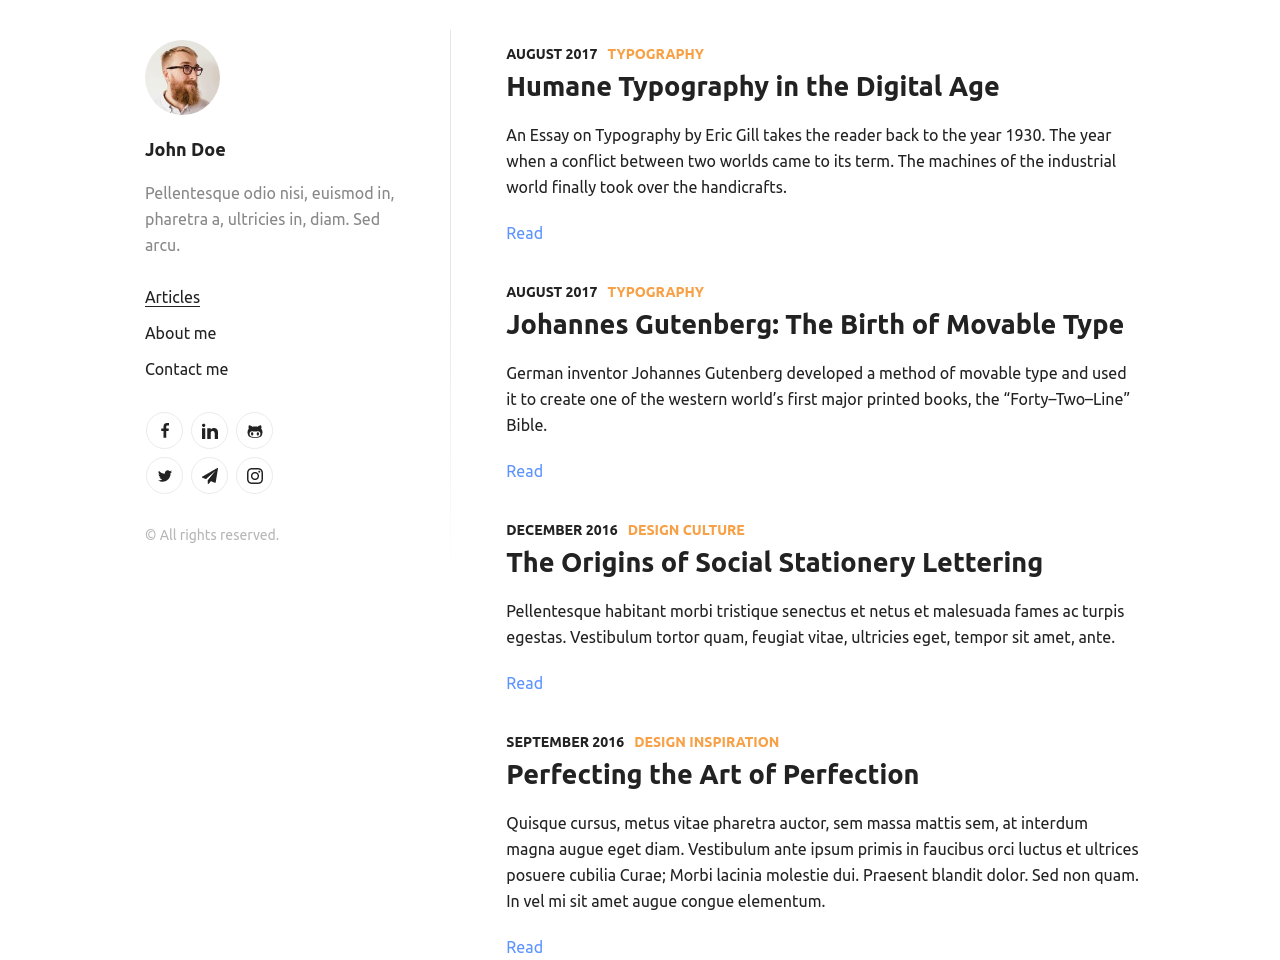 John Doe
Pellentesque odio nisi, euismod in,
pharetra a, ultricies in, diam. Sed
arcu.
Articles
About me
Contact me
© All rights reserved.
AUGUST 2017 TYPOGRAPHY
Humane Typography in the Digital Age
An Essay on Typography by Eric Gill takes the reader back to the year 1930. The year
when a conflict between two worlds came to its term. The machines of the industrial
world finally took over the handicrafts.
Read
AUGUST 2017 TYPOGRAPHY
Johannes Gutenberg: The Birth of Movable Type
German inventor Johannes Gutenberg developed a method of movable type and used
it to create one of the western world’s first major printed books, the “Forty–Two–Line”
Bible.
Read
DECEMBER 2016 DESIGN CULTURE
The Origins of Social Stationery Lettering
Pellentesque habitant morbi tristique senectus et netus et malesuada fames ac turpis
egestas. Vestibulum tortor quam, feugiat vitae, ultricies eget, tempor sit amet, ante.
Read
SEPTEMBER 2016 DESIGN INSPIRATION
Perfecting the Art of Perfection
Quisque cursus, metus vitae pharetra auctor, sem massa mattis sem, at interdum
magna augue eget diam. Vestibulum ante ipsum primis in faucibus orci luctus et ultrices
posuere cubilia Curae; Morbi lacinia molestie dui. Praesent blandit dolor. Sed non quam.
In vel mi sit amet augue congue elementum.
Read